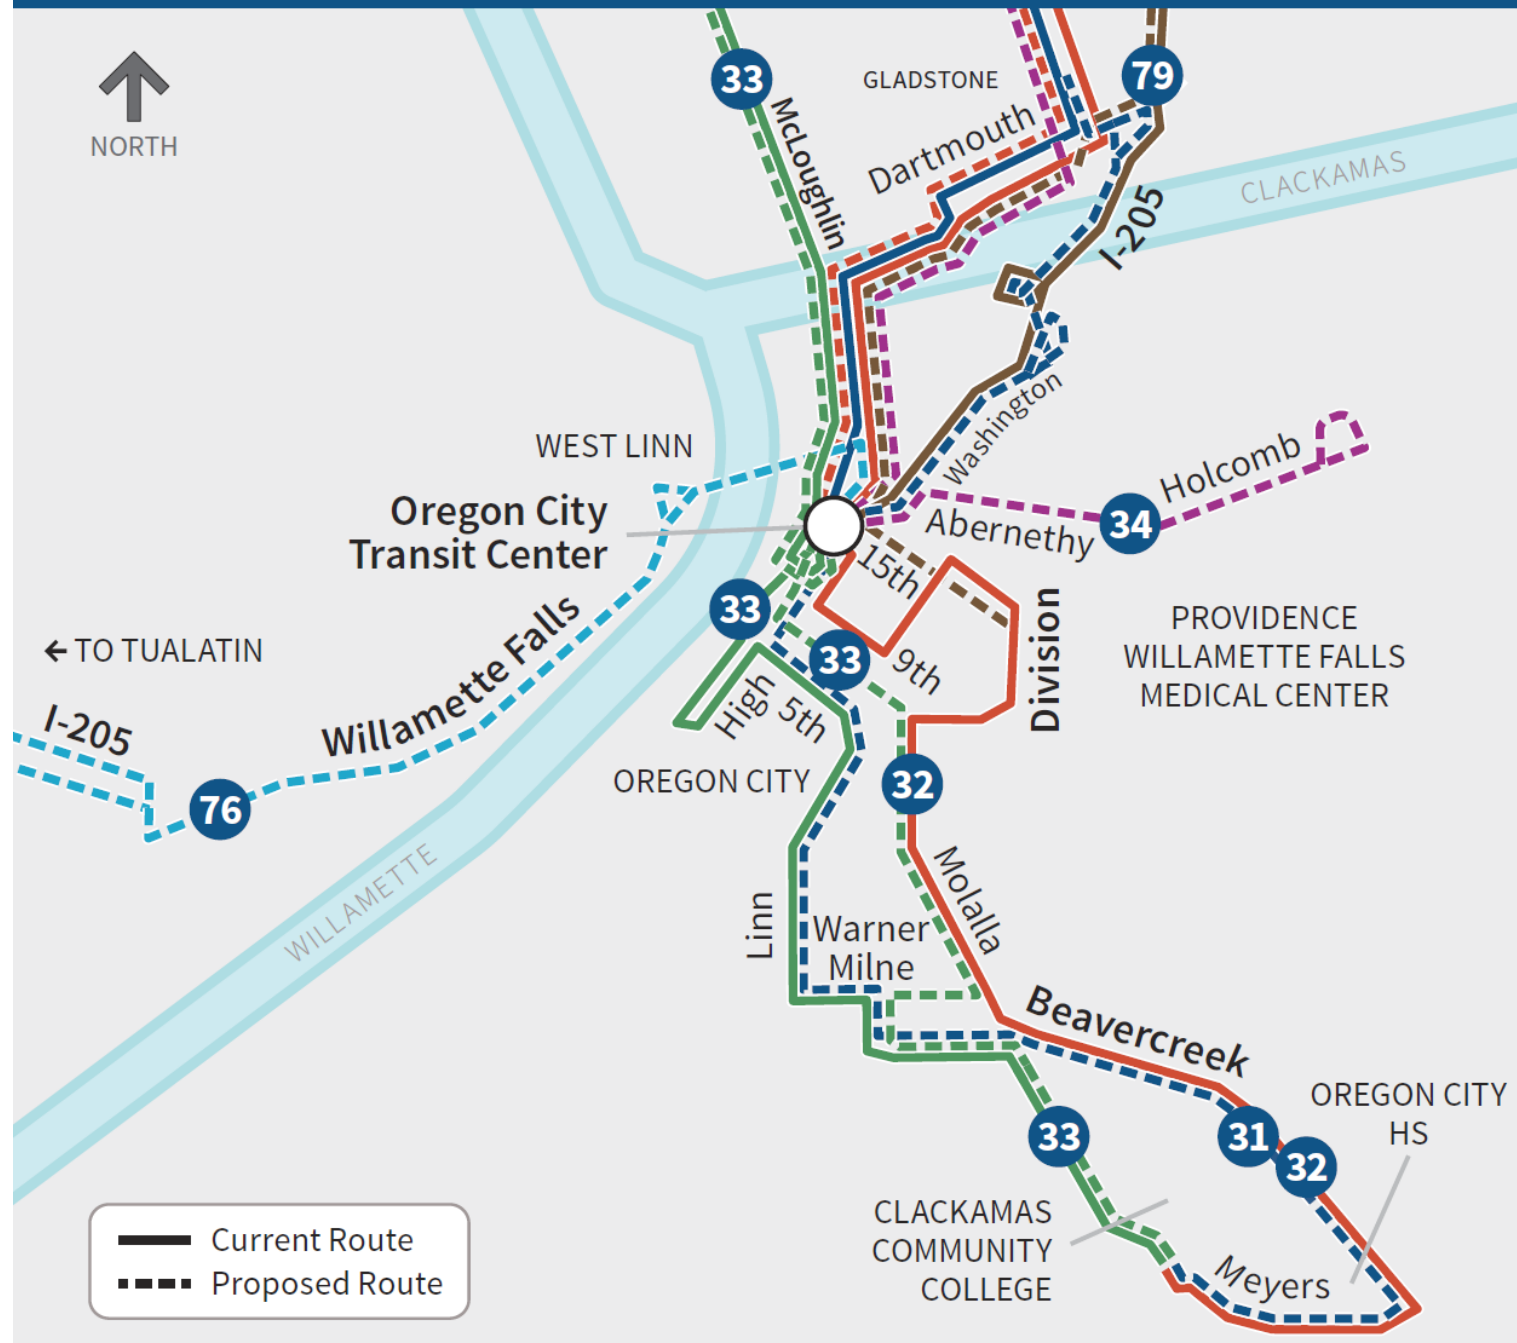 33
GLADSTONE
79
McLoughlin
Dartmouth
NORTH
CLACKAMAS
I-205
WEST LINN
Washington
Holcomb
Oregon City
Transit Center
Abernethy
34
15th
33
Division
PROVIDENCE
WILLAMETTE FALLS
MEDICAL CENTER
← TO TUALATIN
Willamette Falls
33
9th
High
5th
I-205
76
OREGON CITY
32
WILLAMETTE
Molalla
Linn
Warner
Milne
Beavercreek
OREGON CITY
HS
33
31
32
CLACKAMAS
COMMUNITY
COLLEGE
Meyers
Current Route
Proposed Route